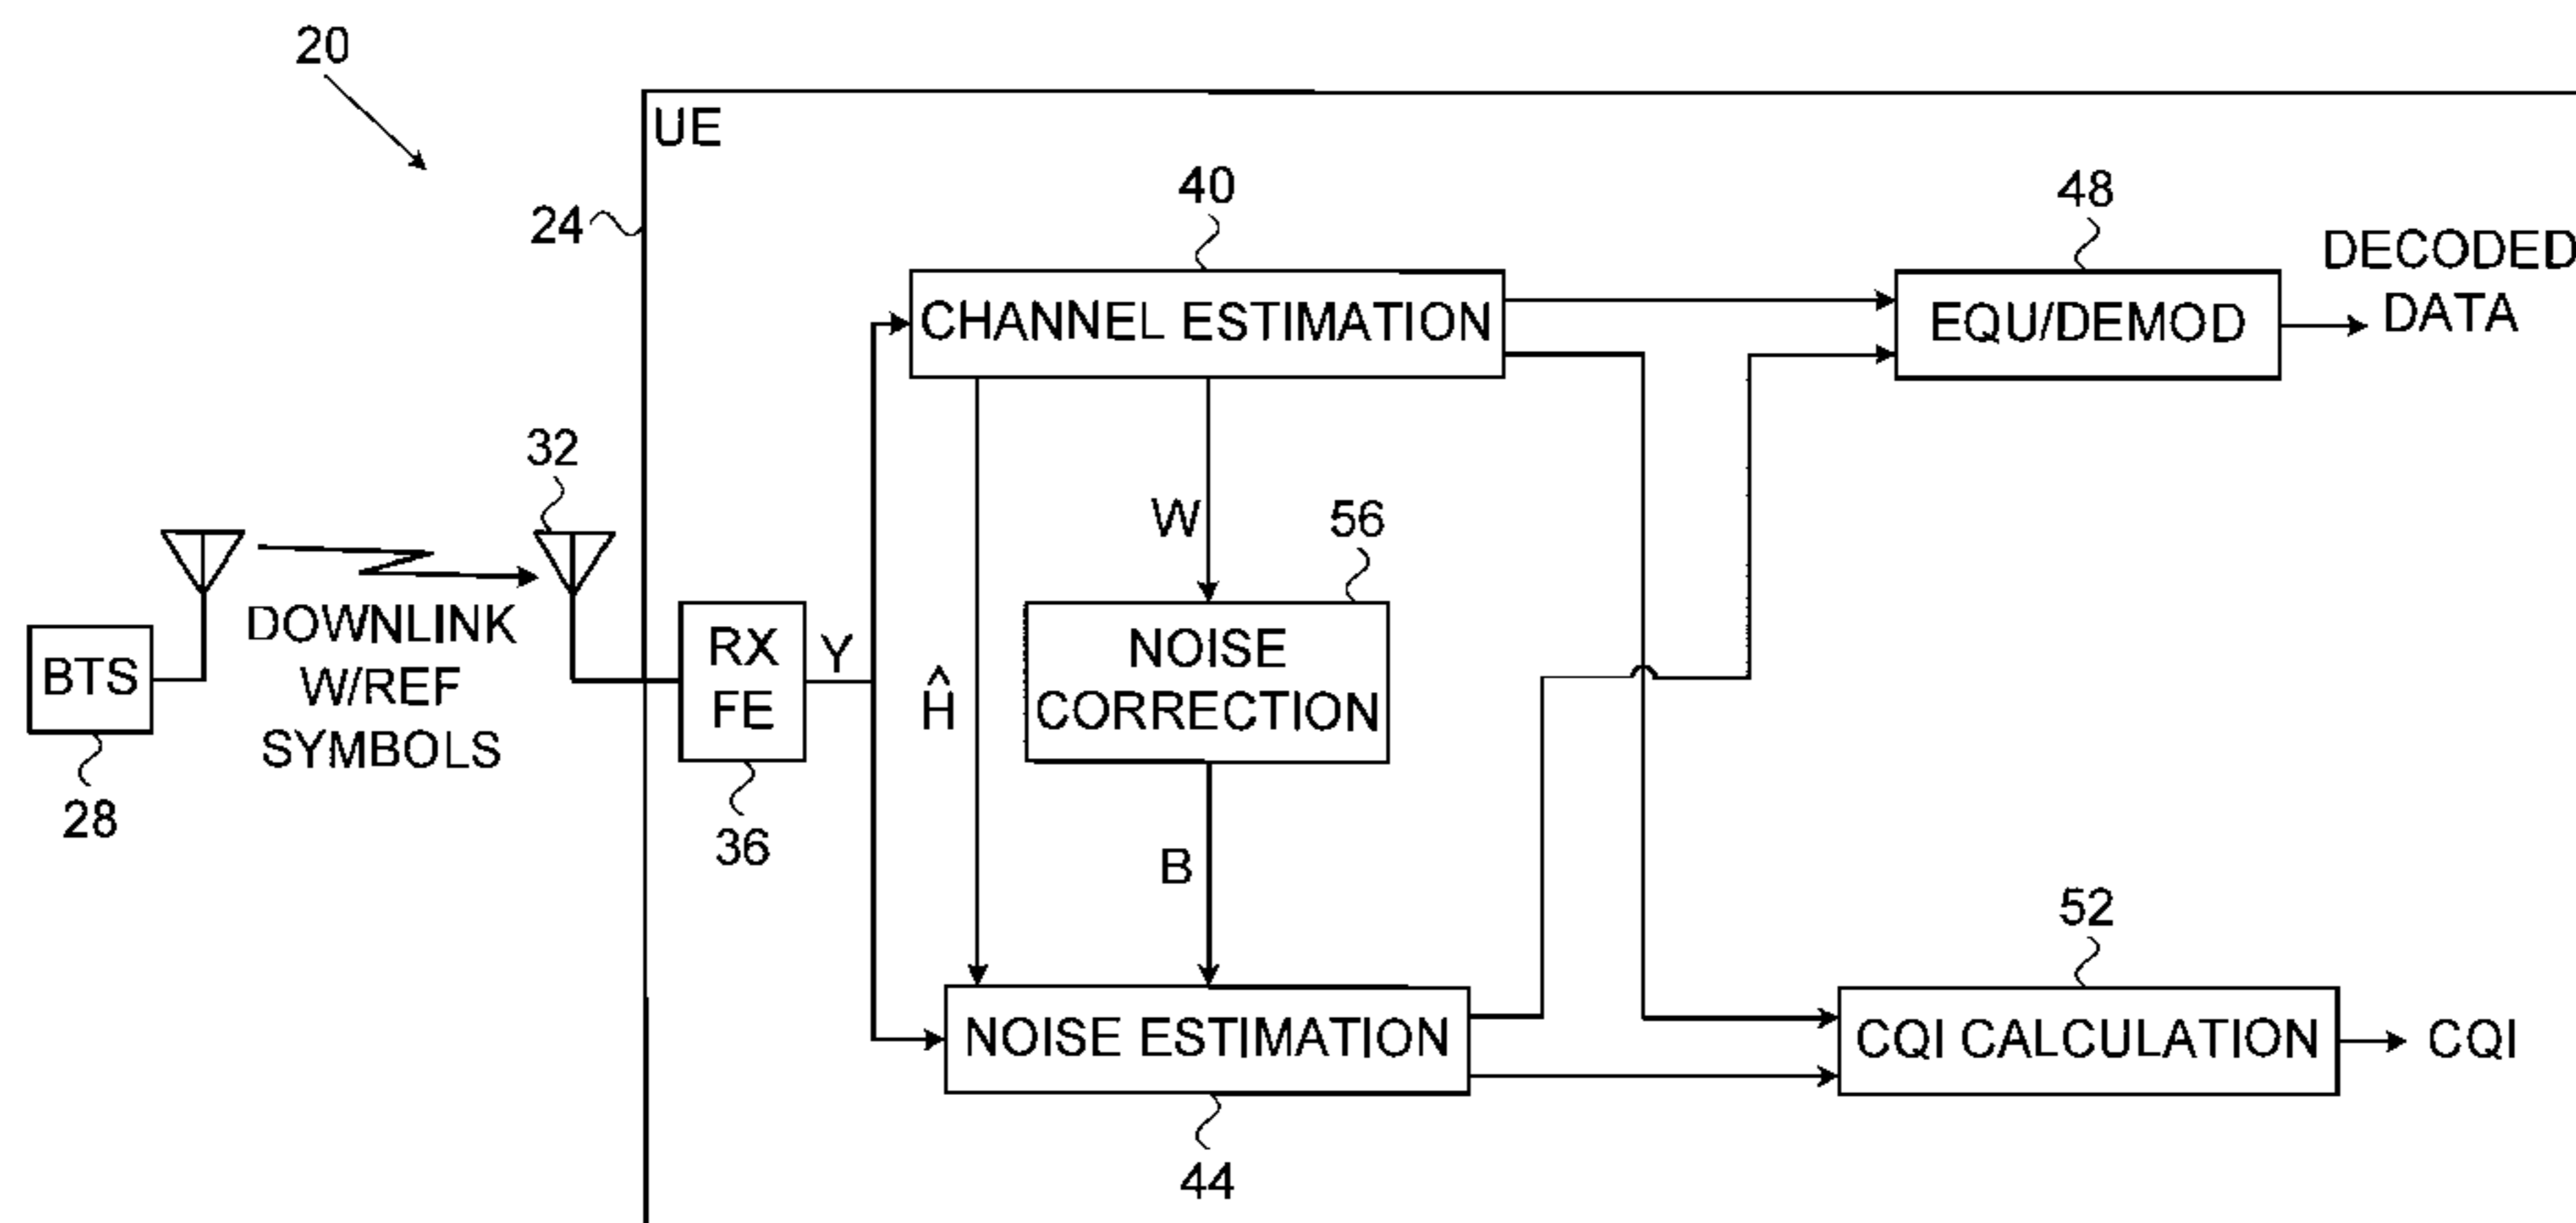 20
UE
24
40
48
DECODED
DATA
CHANNEL ESTIMATION
EQU/DEMOD
32
W
56
BTS
28
DOWNLINK
W/REF
SYMBOLS
RX
FE
36
Y
Ĥ
NOISE
CORRECTION
B
52
NOISE ESTIMATION
44
CQI CALCULATION
CQI